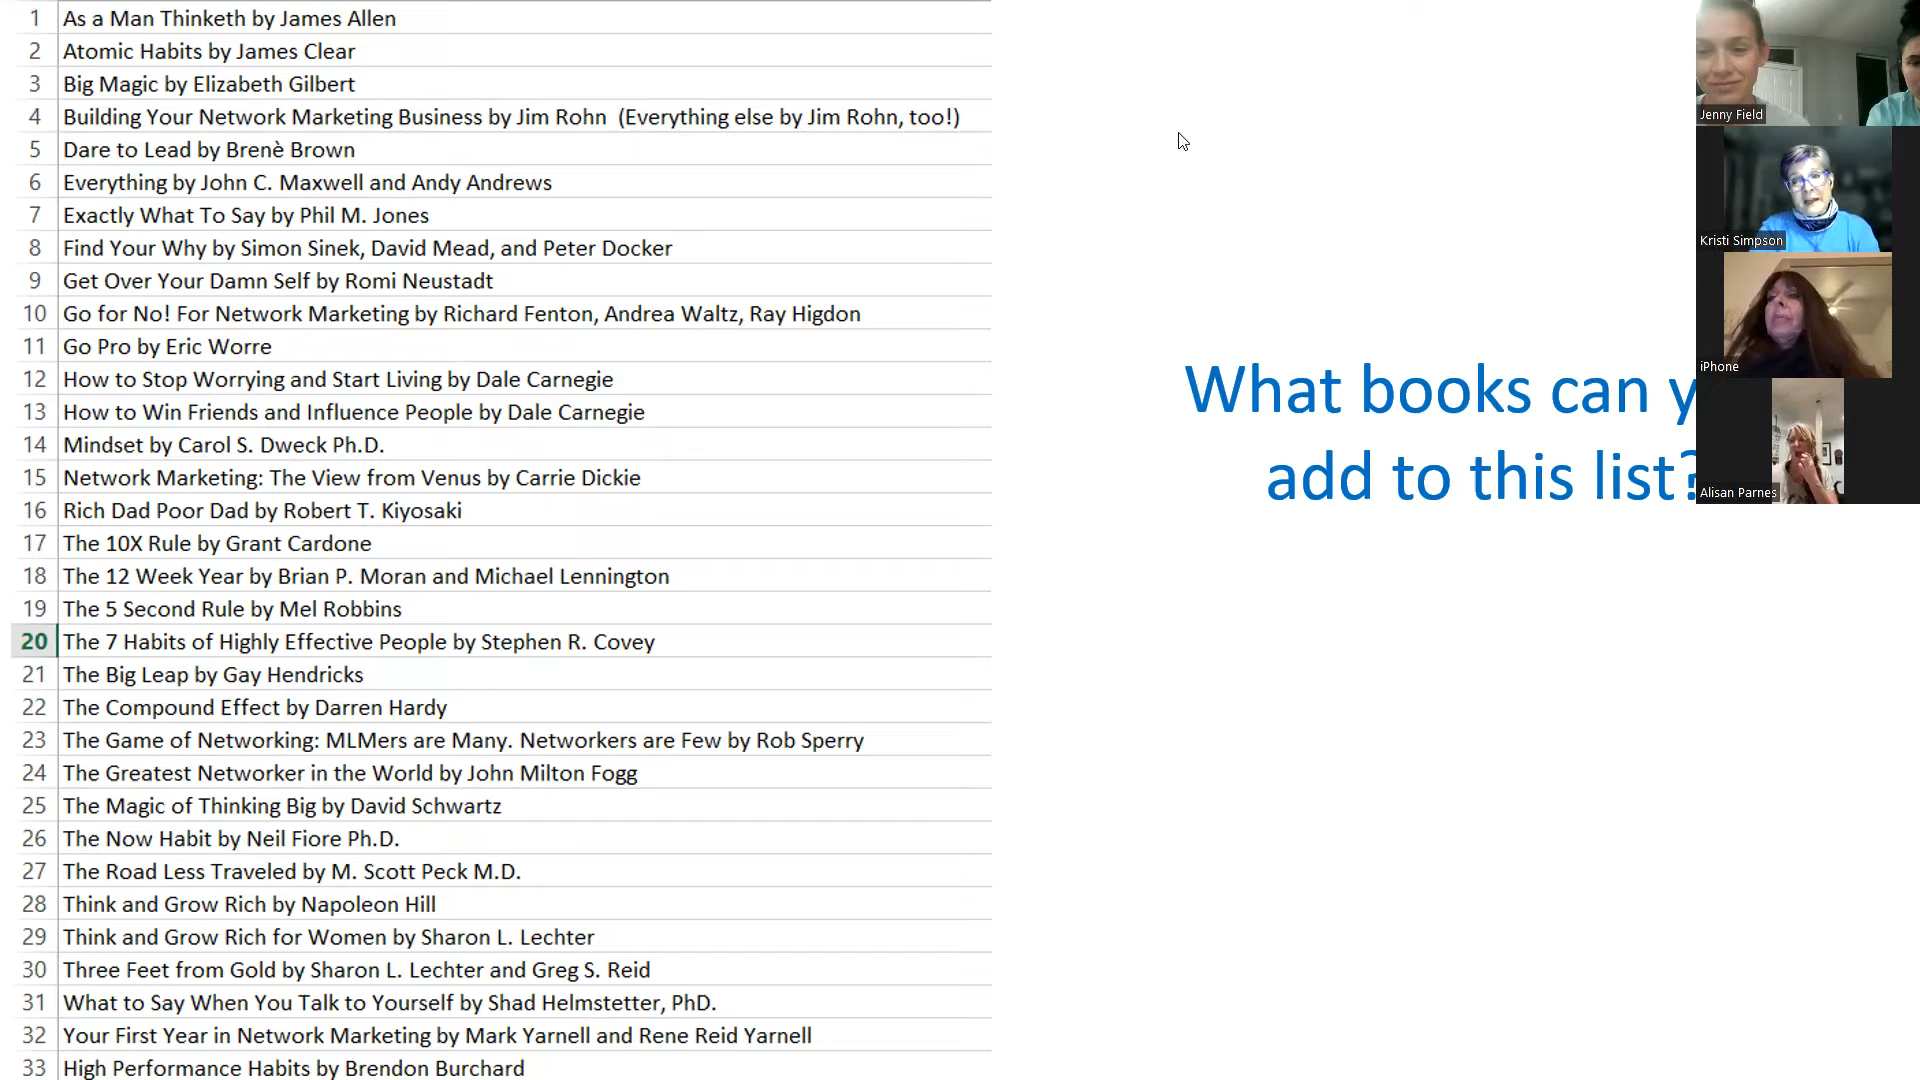 1 As a Man Thinketh by James Allen
2 Atomic Habits by James Clear
3 Big Magic by Elizabeth Gilbert
4 Building Your Network Marketing Business by Jim Rohn (Everything else by Jim Rohn, too!)
5 Dare to Lead by Brenè Brown
6 Everything by John C. Maxwell and Andy Andrews
7 Exactly What To Say by Phil M. Jones
8 Find Your Why by Simon Sinek, David Mead, and Peter Docker
9 Get Over Your Damn Self by Romi Neustadt
10 Go for No! For Network Marketing by Richard Fenton, Andrea Waltz, Ray Higdon
11 Go Pro by Eric Worre
12 How to Stop Worrying and Start Living by Dale Carnegie
13 How to Win Friends and Influence People by Dale Carnegie
14 Mindset by Carol S. Dweck Ph.D.
15 Network Marketing: The View from Venus by Carrie Dickie
16 Rich Dad Poor Dad by Robert T. Kiyosaki
17 The 10X Rule by Grant Cardone
18 The 12 Week Year by Brian P. Moran and Michael Lennington
19 The 5 Second Rule by Mel Robbins
20 The 7 Habits of Highly Effective People by Stephen R. Covey
21 The Big Leap by Gay Hendricks
22 The Compound Effect by Darren Hardy
23 The Game of Networking: MLMers are Many. Networkers are Few by Rob Sperry
24 The Greatest Networker in the World by John Milton Fogg
25 The Magic of Thinking Big by David Schwartz
26 The Now Habit by Neil Fiore Ph.D.
27 The Road Less Traveled by M. Scott Peck M.D.
28 Think and Grow Rich by Napoleon Hill
29 Think and Grow Rich for Women by Sharon L. Lechter
30 Three Feet from Gold by Sharon L. Lechter and Greg S. Reid
31 What to Say When You Talk to Yourself by Shad Helmstetter, PhD.
32 Your First Year in Network Marketing by Mark Yarnell and Rene Reid Yarnell
33 High Performance Habits by Brendon Burchard
What books can y
add to this list?
Jenny Field
Kristi Simpson
iPhone
Alisan Parnes